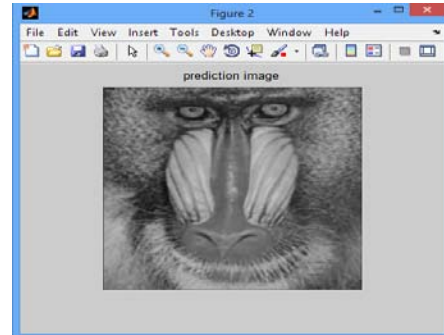 Figure 2
File Edit View Insert Tools Desktop Window Help
prediction image